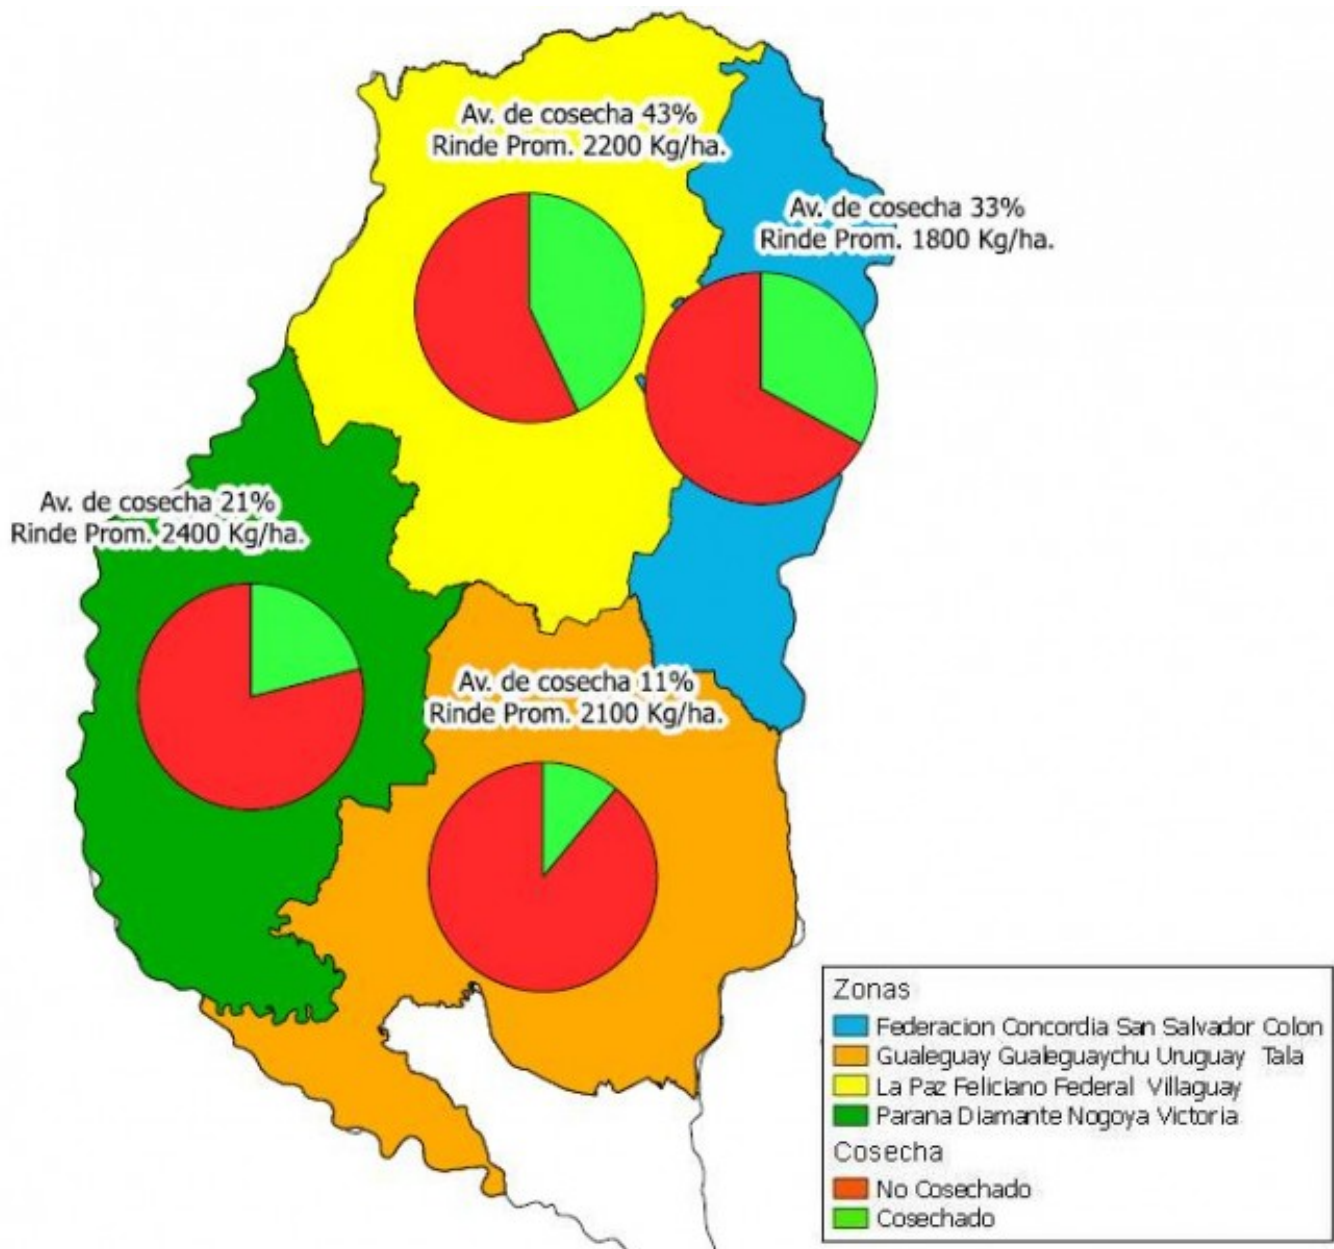 Av. de cosecha 43%
Rinde Prom. 2200 Kg/ha.
Av. de cosecha 33%
Rinde Prom. 1800 Kg/ha.
Av. de cosecha 21%
Rinde Prom. 2400 Kg/ha.
Av. de cosecha 11%
Rinde Prom. 2100 Kg/ha.
Zonas
Federacion Concordia San Salvador Colon
Gualeguay Gualeguaychu Uruguay Tala
La Paz Feliciano Federal Villaguay
Parana Diamante Nogoya Victoria
Cosecha
No Cosechado
Cosechado